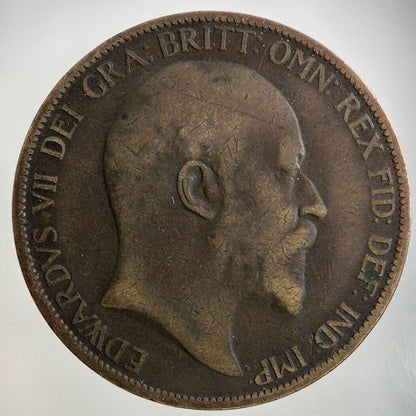 EDWARDVS VII DEI GRA: BRITT: OMN: REX FID: DEF: IND: IMP: